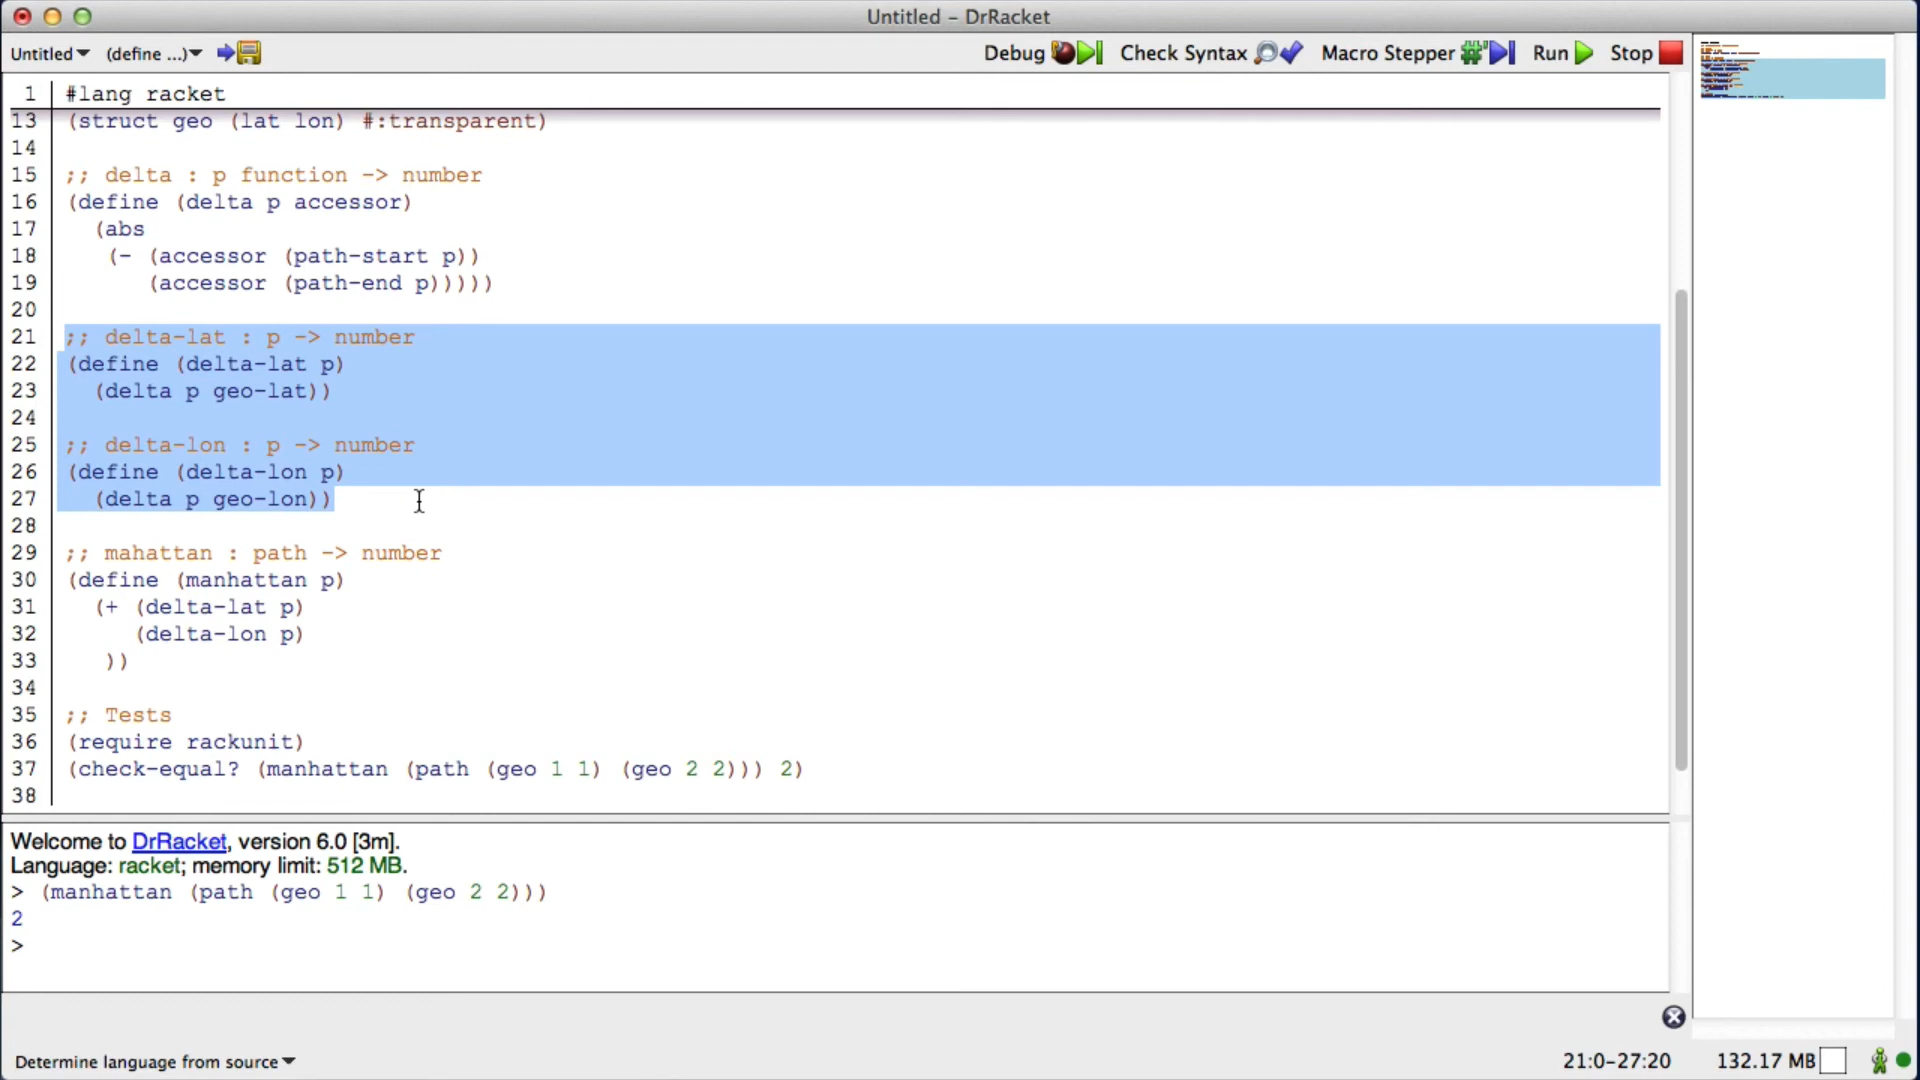 Untitled - DrRacket
Untitled (define ...) Debug Check Syntax Macro Stepper Run Stop
1 #lang racket
13 (struct geo (lat lon) #:transparent)
14
15 ;; delta : p function -> number
16 (define (delta p accessor)
17 (abs
18 (- (accessor (path-start p))
19 (accessor (path-end p)))))
20
21 ;; delta-lat : p -> number
22 (define (delta-lat p)
23 (delta p geo-lat))
24
25 ;; delta-lon : p -> number
26 (define (delta-lon p)
27 (delta p geo-lon))
28
29 ;; mahattan : path -> number
30 (define (manhattan p)
31 (+ (delta-lat p)
32 (delta-lon p)
33 ))
34
35 ;; Tests
36 (require rackunit)
37 (check-equal? (manhattan (path (geo 1 1) (geo 2 2))) 2)
38
Welcome to DrRacket, version 6.0 [3m].
Language: racket; memory limit: 512 MB.
> (manhattan (path (geo 1 1) (geo 2 2)))
2
>
Determine language from source 21:0-27:20 132.17 MB